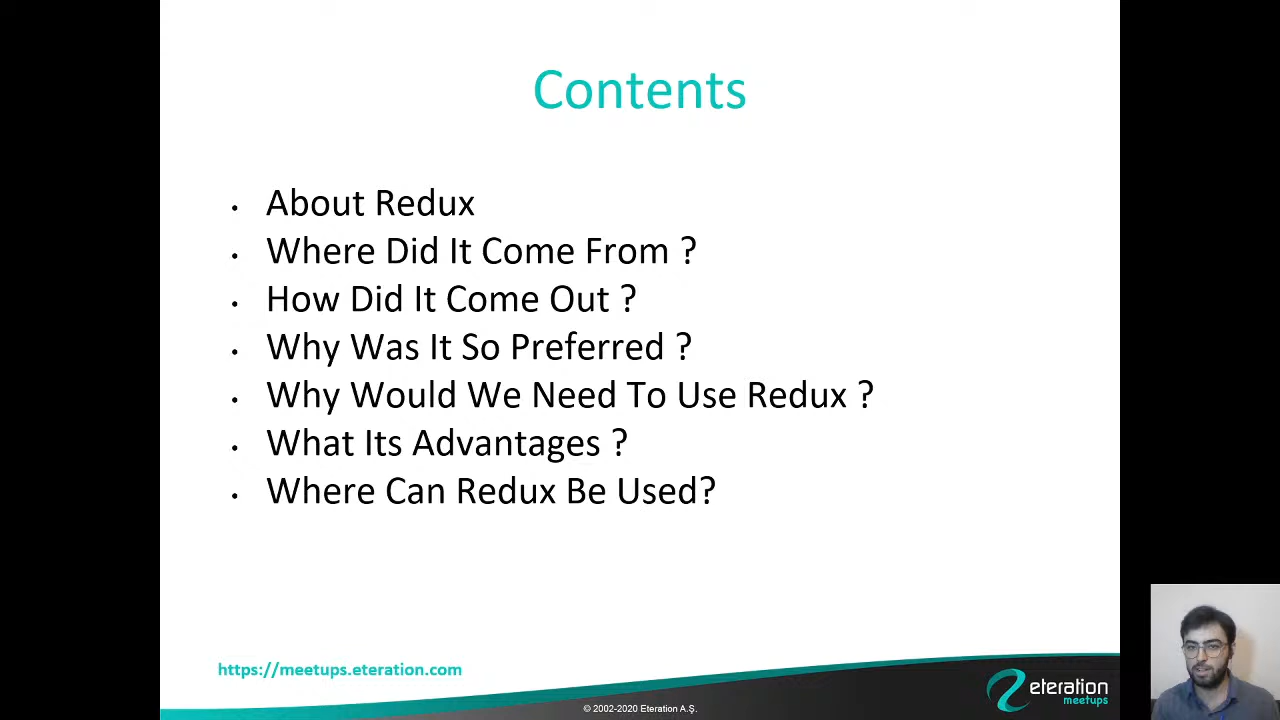 Contents
• About Redux
• Where Did It Come From ?
• How Did It Come Out ?
• Why Was It So Preferred ?
• Why Would We Need To Use Redux ?
• What Its Advantages ?
• Where Can Redux Be Used?
https://meetups.eteration.com
© 2002-2020 Eteration A.Ş.
eteration
meetups